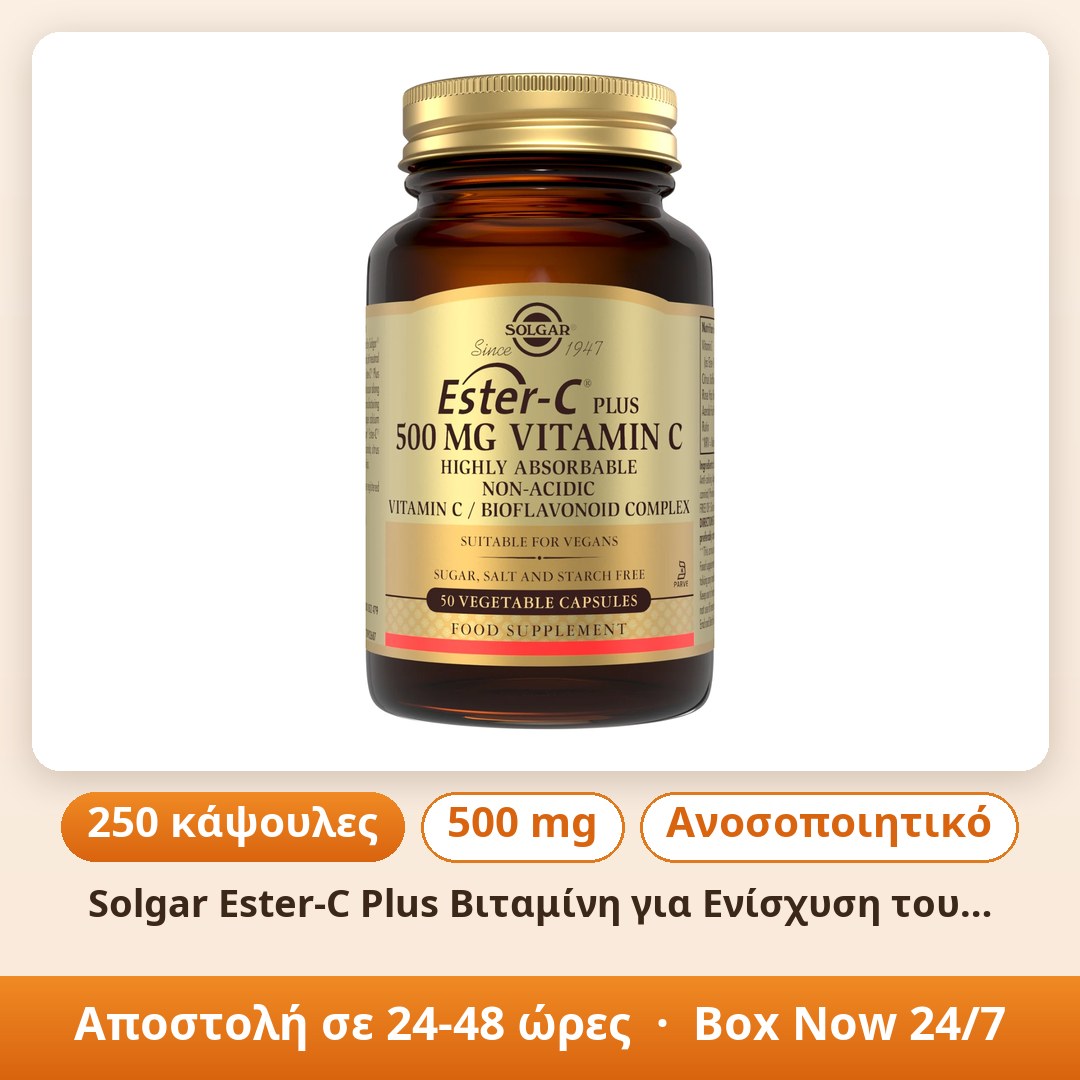 SOLGAR
Since 1947
Ester-C® PLUS
500 MG VITAMIN C
HIGHLY ABSORBABLE
NON-ACIDIC
VITAMIN C / BIOFLAVONOID COMPLEX
SUITABLE FOR VEGANS
SUGAR, SALT AND STARCH FREE
PARVE
50 VEGETABLE CAPSULES
FOOD SUPPLEMENT
250 κάψουλες
500 mg
Ανοσοποιητικό
Solgar Ester-C Plus Βιταμίνη για Ενίσχυση του...
Αποστολή σε 24-48 ώρες · Box Now 24/7